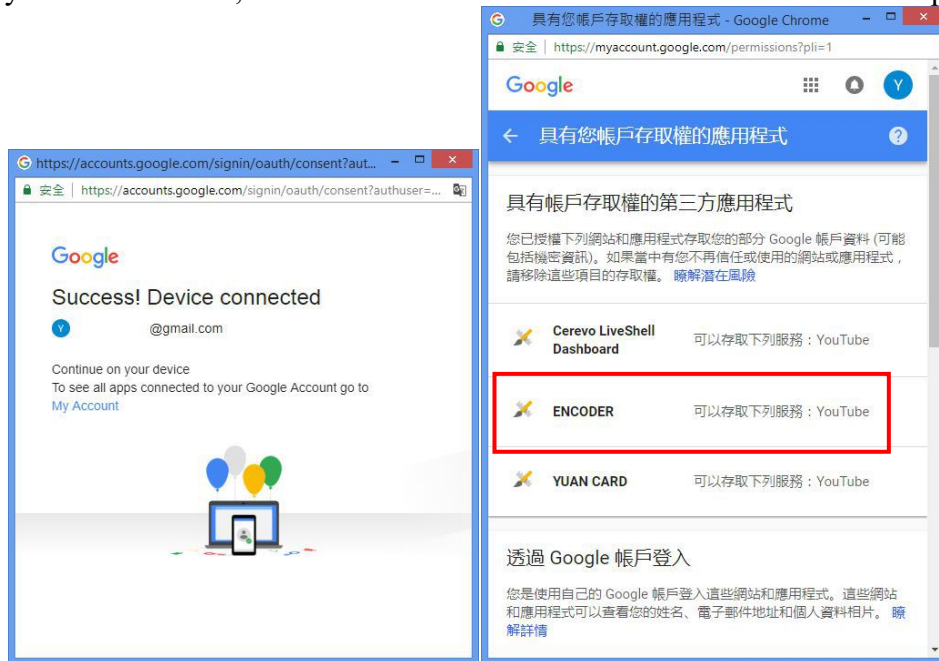 https://accounts.google.com/signin/oauth/consent?aut...
安全 | https://accounts.google.com/signin/oauth/consent?authuser=...
Google
Success! Device connected
Y @gmail.com
Continue on your device
To see all apps connected to your Google Account go to
My Account
具有您帳戶存取權的應用程式 - Google Chrome
安全 | https://myaccount.google.com/permissions?pli=1
Google
Y
具有您帳戶存取權的應用程式
具有帳戶存取權的第三方應用程式
您已授權下列網站和應用程式存取您的部分 Google 帳戶資料 (可能
包括機密資訊)。如果當中有您不再信任或使用的網站或應用程式，
請移除這些項目的存取權。 瞭解潛在風險
Cerevo LiveShell
Dashboard
可以存取下列服務：YouTube
ENCODER 可以存取下列服務：YouTube
YUAN CARD 可以存取下列服務：YouTube
透過 Google 帳戶登入
您是使用自己的 Google 帳戶登入這些網站和應用程式。這些網站
和應用程式可以查看您的姓名、電子郵件地址和個人資料相片。 瞭
解詳情